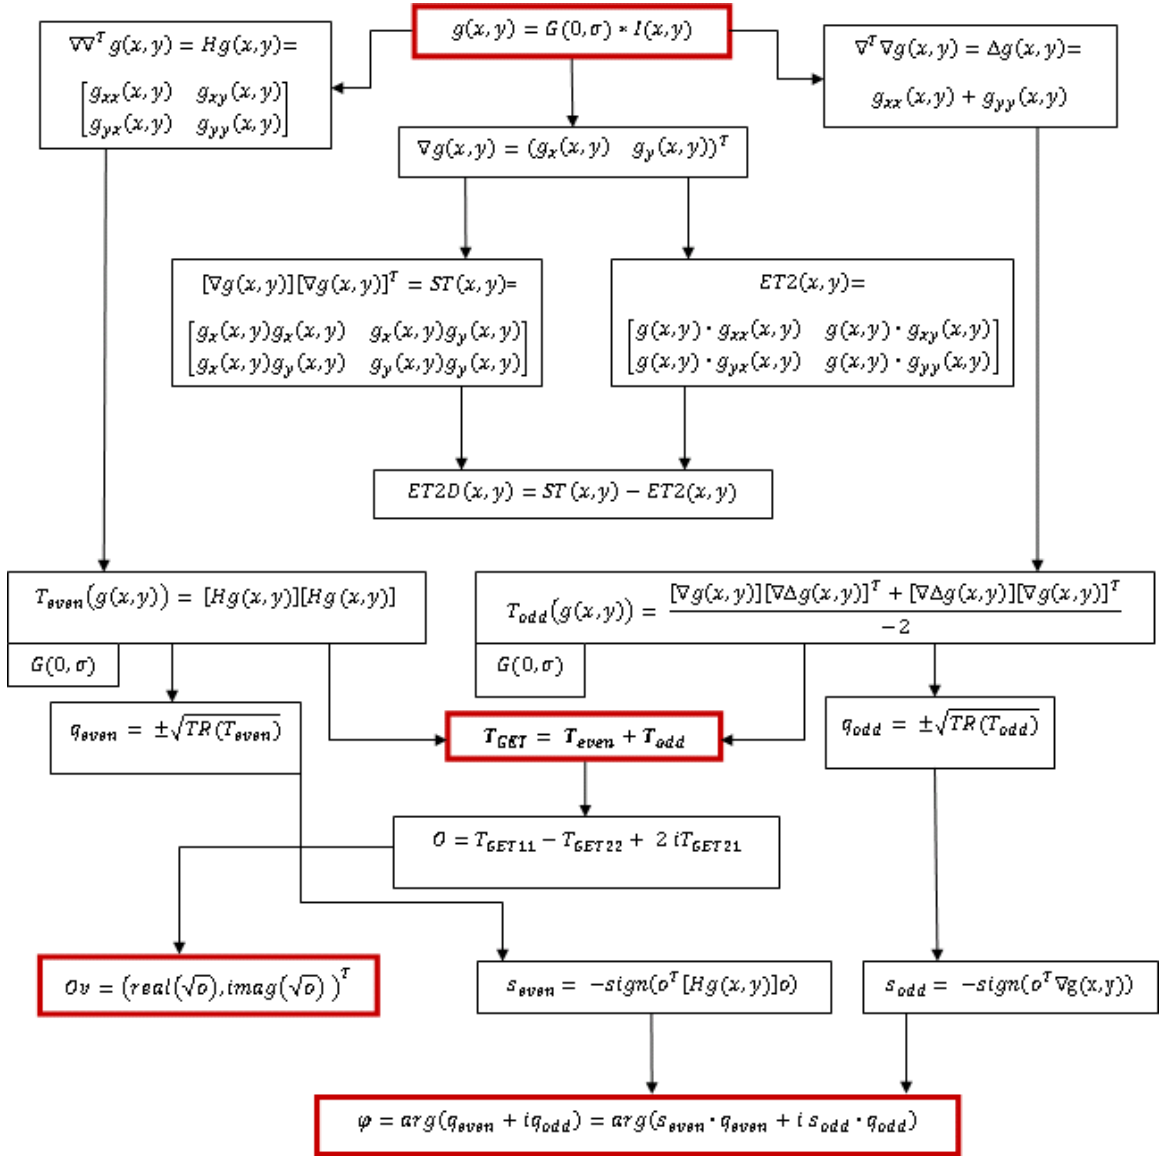 g(x,y) = G(0,σ) * I(x,y)
∇∇ᵀg(x,y) = Hg(x,y)=
[g_xx(x,y) g_xy(x,y)]
[g_yx(x,y) g_yy(x,y)]
∇ᵀ∇g(x,y) = Δg(x,y)=
g_xx(x,y) + g_yy(x,y)
∇g(x,y) = (g_x(x,y) g_y(x,y))ᵀ
[∇g(x,y)][∇g(x,y)]ᵀ = ST(x,y)=
[g_x(x,y)g_x(x,y) g_x(x,y)g_y(x,y)]
[g_x(x,y)g_y(x,y) g_y(x,y)g_y(x,y)]
ET2(x,y)=
[g(x,y)·g_xx(x,y) g(x,y)·g_xy(x,y)]
[g(x,y)·g_yx(x,y) g(x,y)·g_yy(x,y)]
ET2D(x,y) = ST(x,y) − ET2(x,y)
T_even(g(x,y)) = [Hg(x,y)][Hg(x,y)]
G(0,σ)
T_odd(g(x,y)) = [∇g(x,y)][∇Δg(x,y)]ᵀ + [∇Δg(x,y)][∇g(x,y)]ᵀ
−2
G(0,σ)
q_even = ±√TR(T_even)
T_GET = T_even + T_odd
q_odd = ±√TR(T_odd)
O = T_GET11 − T_GET22 + 2 iT_GET21
Ov = (real(√o),imag(√o) )ᵀ
s_even = −sign(oᵀ[Hg(x,y)]o)
s_odd = −sign(oᵀ∇g(x,y))
φ = arg(q_even + iq_odd) = arg(s_even·q_even + i s_odd·q_odd)